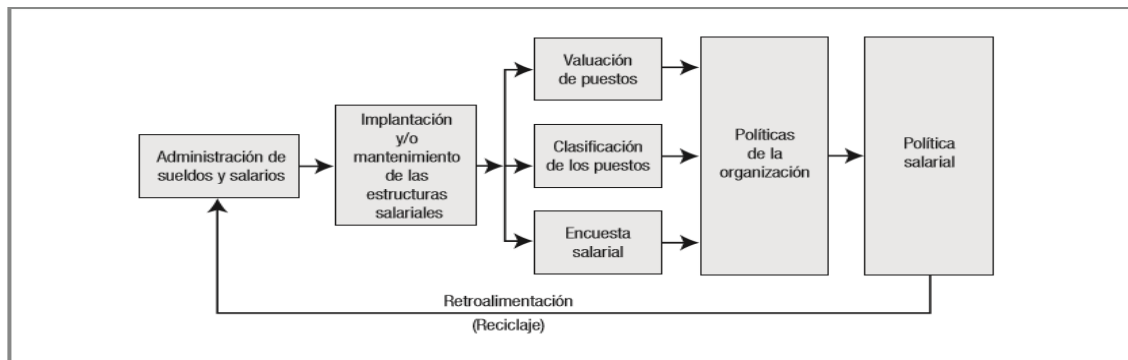 Administración de
sueldos y salarios
Implantación
y/o
mantenimiento
de las
estructuras
salariales
Valuación
de puestos
Clasificación
de los puestos
Encuesta
salarial
Políticas
de la
organización
Política
salarial
Retroalimentación
(Reciclaje)